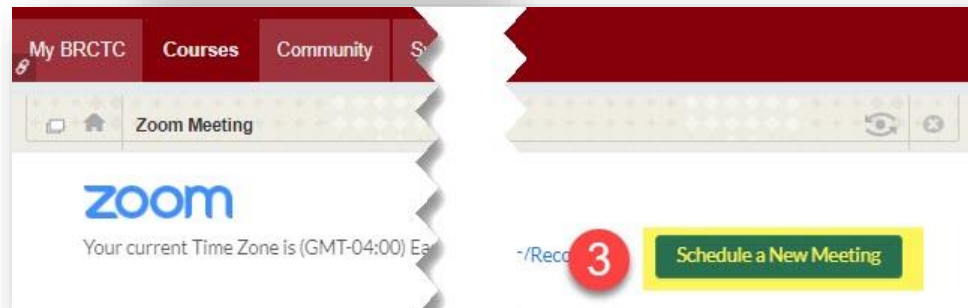 My BRCTC Courses Community
Zoom Meeting
zoom
Your current Time Zone is (GMT-04:00)
3 Schedule a New Meeting